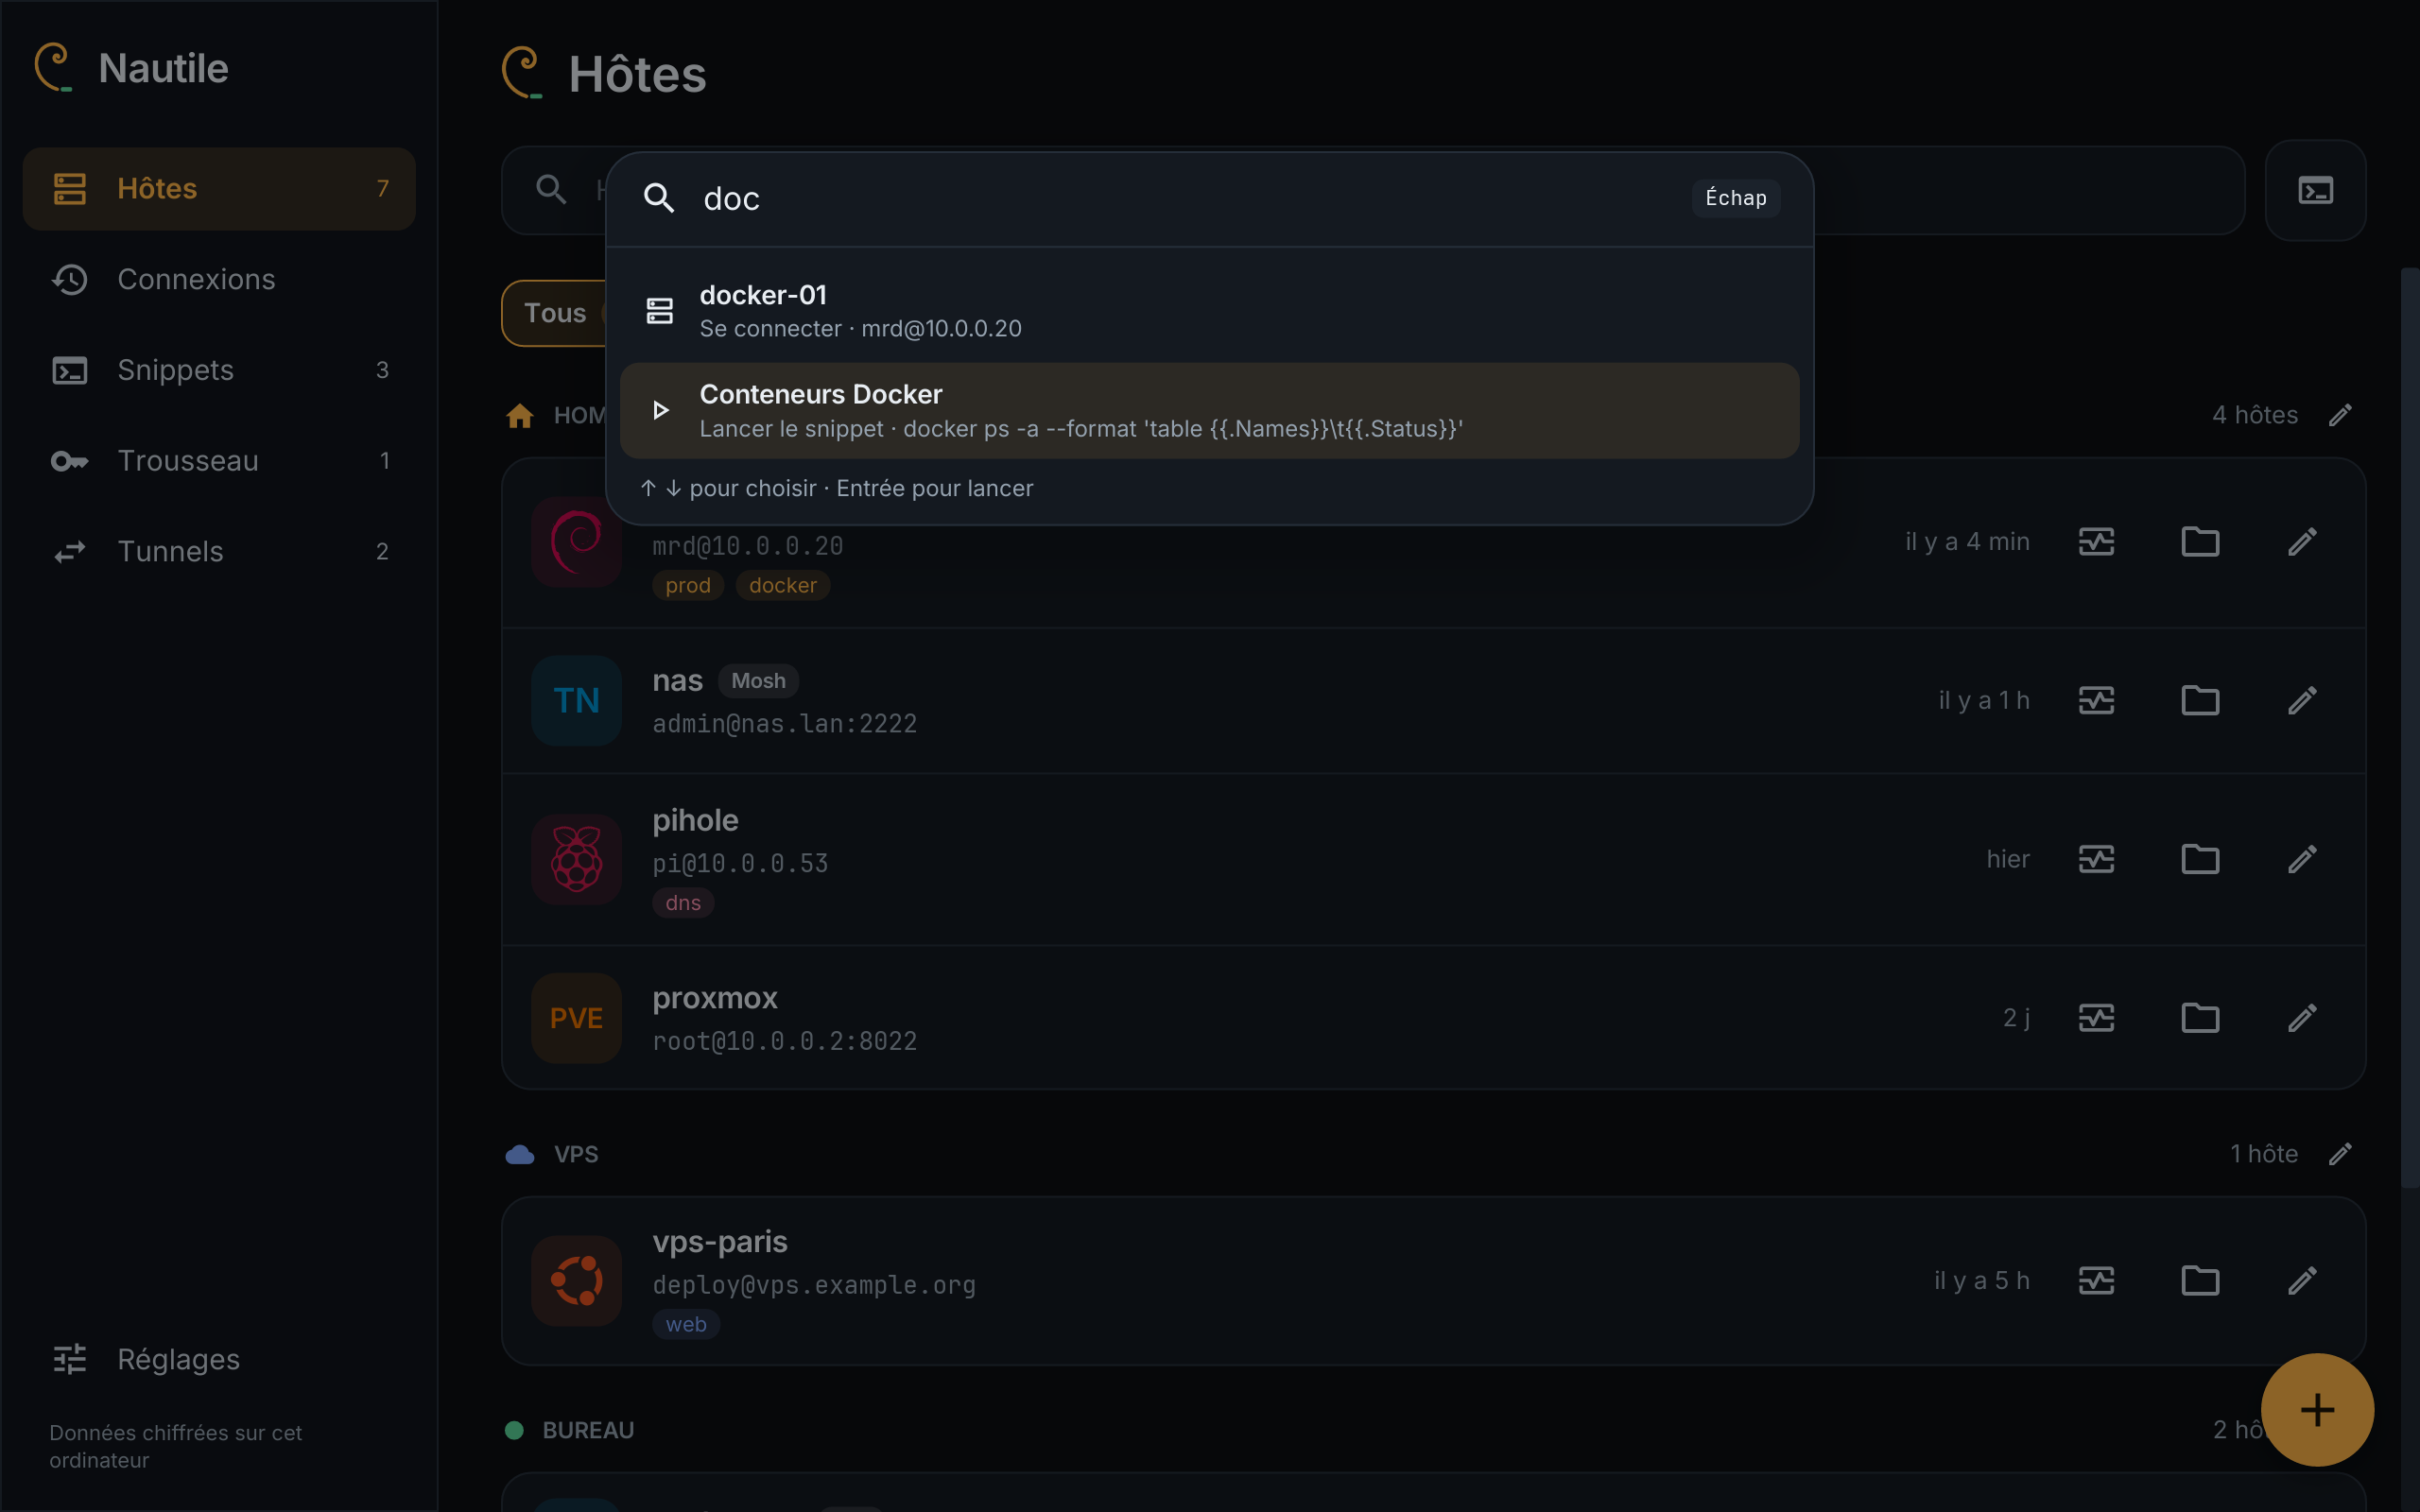 Nautile
Hôtes 7
Connexions
Snippets 3
Trousseau 1
Tunnels 2
Réglages
Données chiffrées sur cet
ordinateur
Hôtes
doc Échap
docker-01
Se connecter · mrd@10.0.0.20
Conteneurs Docker
Lancer le snippet · docker ps -a --format 'table {{.Names}}\t{{.Status}}'
↑ ↓ pour choisir · Entrée pour lancer
Tous
4 hôtes
mrd@10.0.0.20
prod docker
il y a 4 min
TN
nas Mosh
admin@nas.lan:2222
il y a 1 h
pihole
pi@10.0.0.53
dns
hier
PVE
proxmox
root@10.0.0.2:8022
2 j
VPS 1 hôte
vps-paris
deploy@vps.example.org
web
il y a 5 h
BUREAU 2